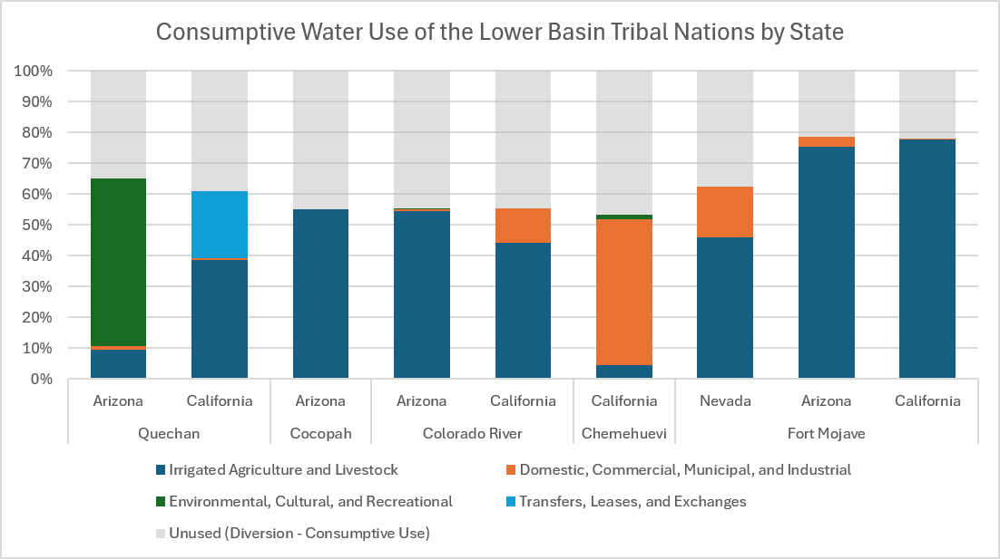 Consumptive Water Use of the Lower Basin Tribal Nations by State
100%
90%
80%
70%
60%
50%
40%
30%
20%
10%
0%
Arizona California Arizona Arizona California California Nevada Arizona California
Quechan Cocopah Colorado River Chemehuevi Fort Mojave
Irrigated Agriculture and Livestock Domestic, Commercial, Municipal, and Industrial
Environmental, Cultural, and Recreational Transfers, Leases, and Exchanges
Unused (Diversion - Consumptive Use)